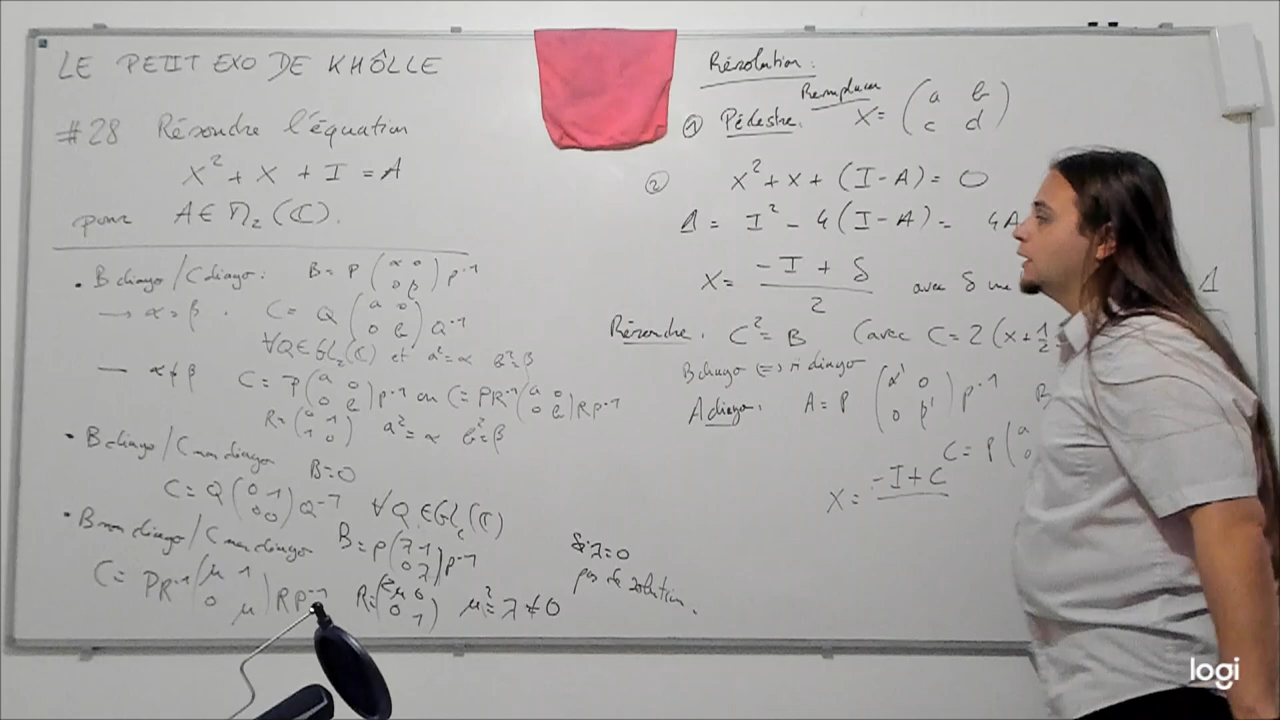 LE PETIT EXO DE KHÔLLE
#28 Résoudre l'équation
X² + X + I = A
pour A ∈ M₂(ℂ).
• B diago / C diago : B = P (α 0 ; 0 β) P⁻¹
→ α = β . C = Q (a 0 ; 0 b) Q⁻¹
∀Q ∈ GL₂(ℂ) et a² = α b² = β
— α ≠ β C = P (a 0 ; 0 b) P⁻¹ ou C = PR⁻¹ (a 0 ; 0 b) RP⁻¹
R = (0 1 ; 1 0) a² = α b² = β
• B diago / C non diago B = 0
C = Q (0 1 ; 0 0) Q⁻¹ ∀Q ∈ GL₂(ℂ)
• B non diago / C non diago B = P (λ 1 ; 0 λ) P⁻¹
C = PR⁻¹ (μ 1 ; 0 μ) RP⁻¹ R = (2μ 0 ; 0 1) μ² = λ ≠ 0
Si λ = 0
pas de solution.
Résolution :
① Pédestre. Remplacer X = (a b ; c d)
② X² + X + (I - A) = 0
Δ = I² - 4(I - A) = 4A
X = (-I + δ) / 2 avec δ une Δ
Résoudre. C² = B (avec C = 2(X + 1/2
B diago ⇔ A diago
A diago. A = P (α' 0 ; 0 β') P⁻¹ B
C = P (a ; 0
X = -I + C
logi